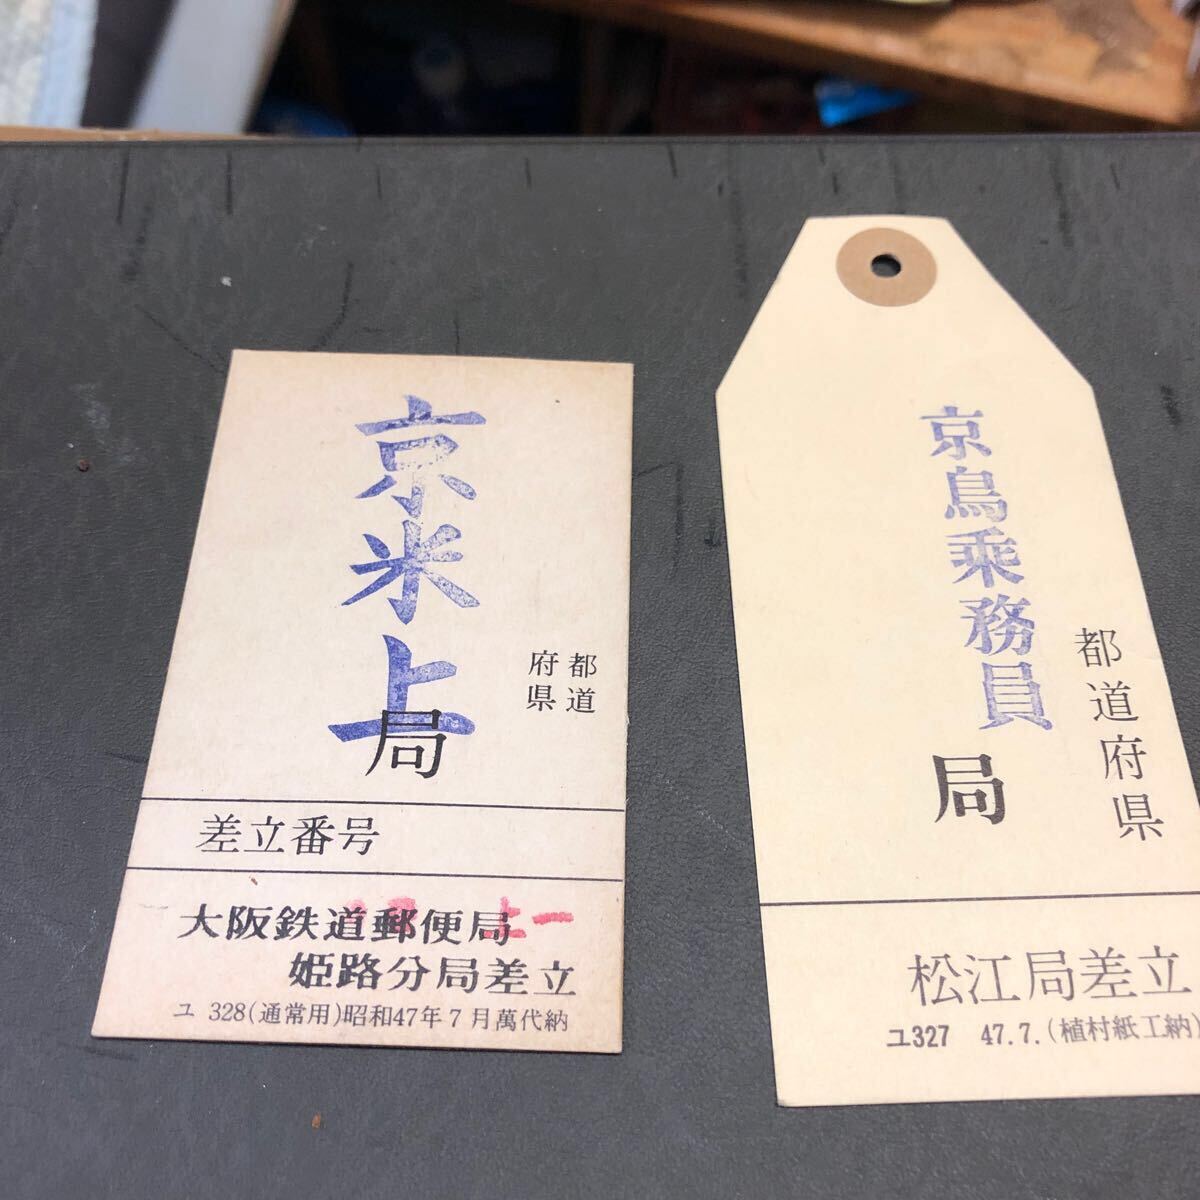 京米上
局
都道
府県
差立番号
大阪鉄道郵便局
姫路分局差立
ユ 328(通常用)昭和47年7月萬代納
京鳥乗務員
局
都道府県
松江局差立
ユ327 47.7.(植村紙工納)